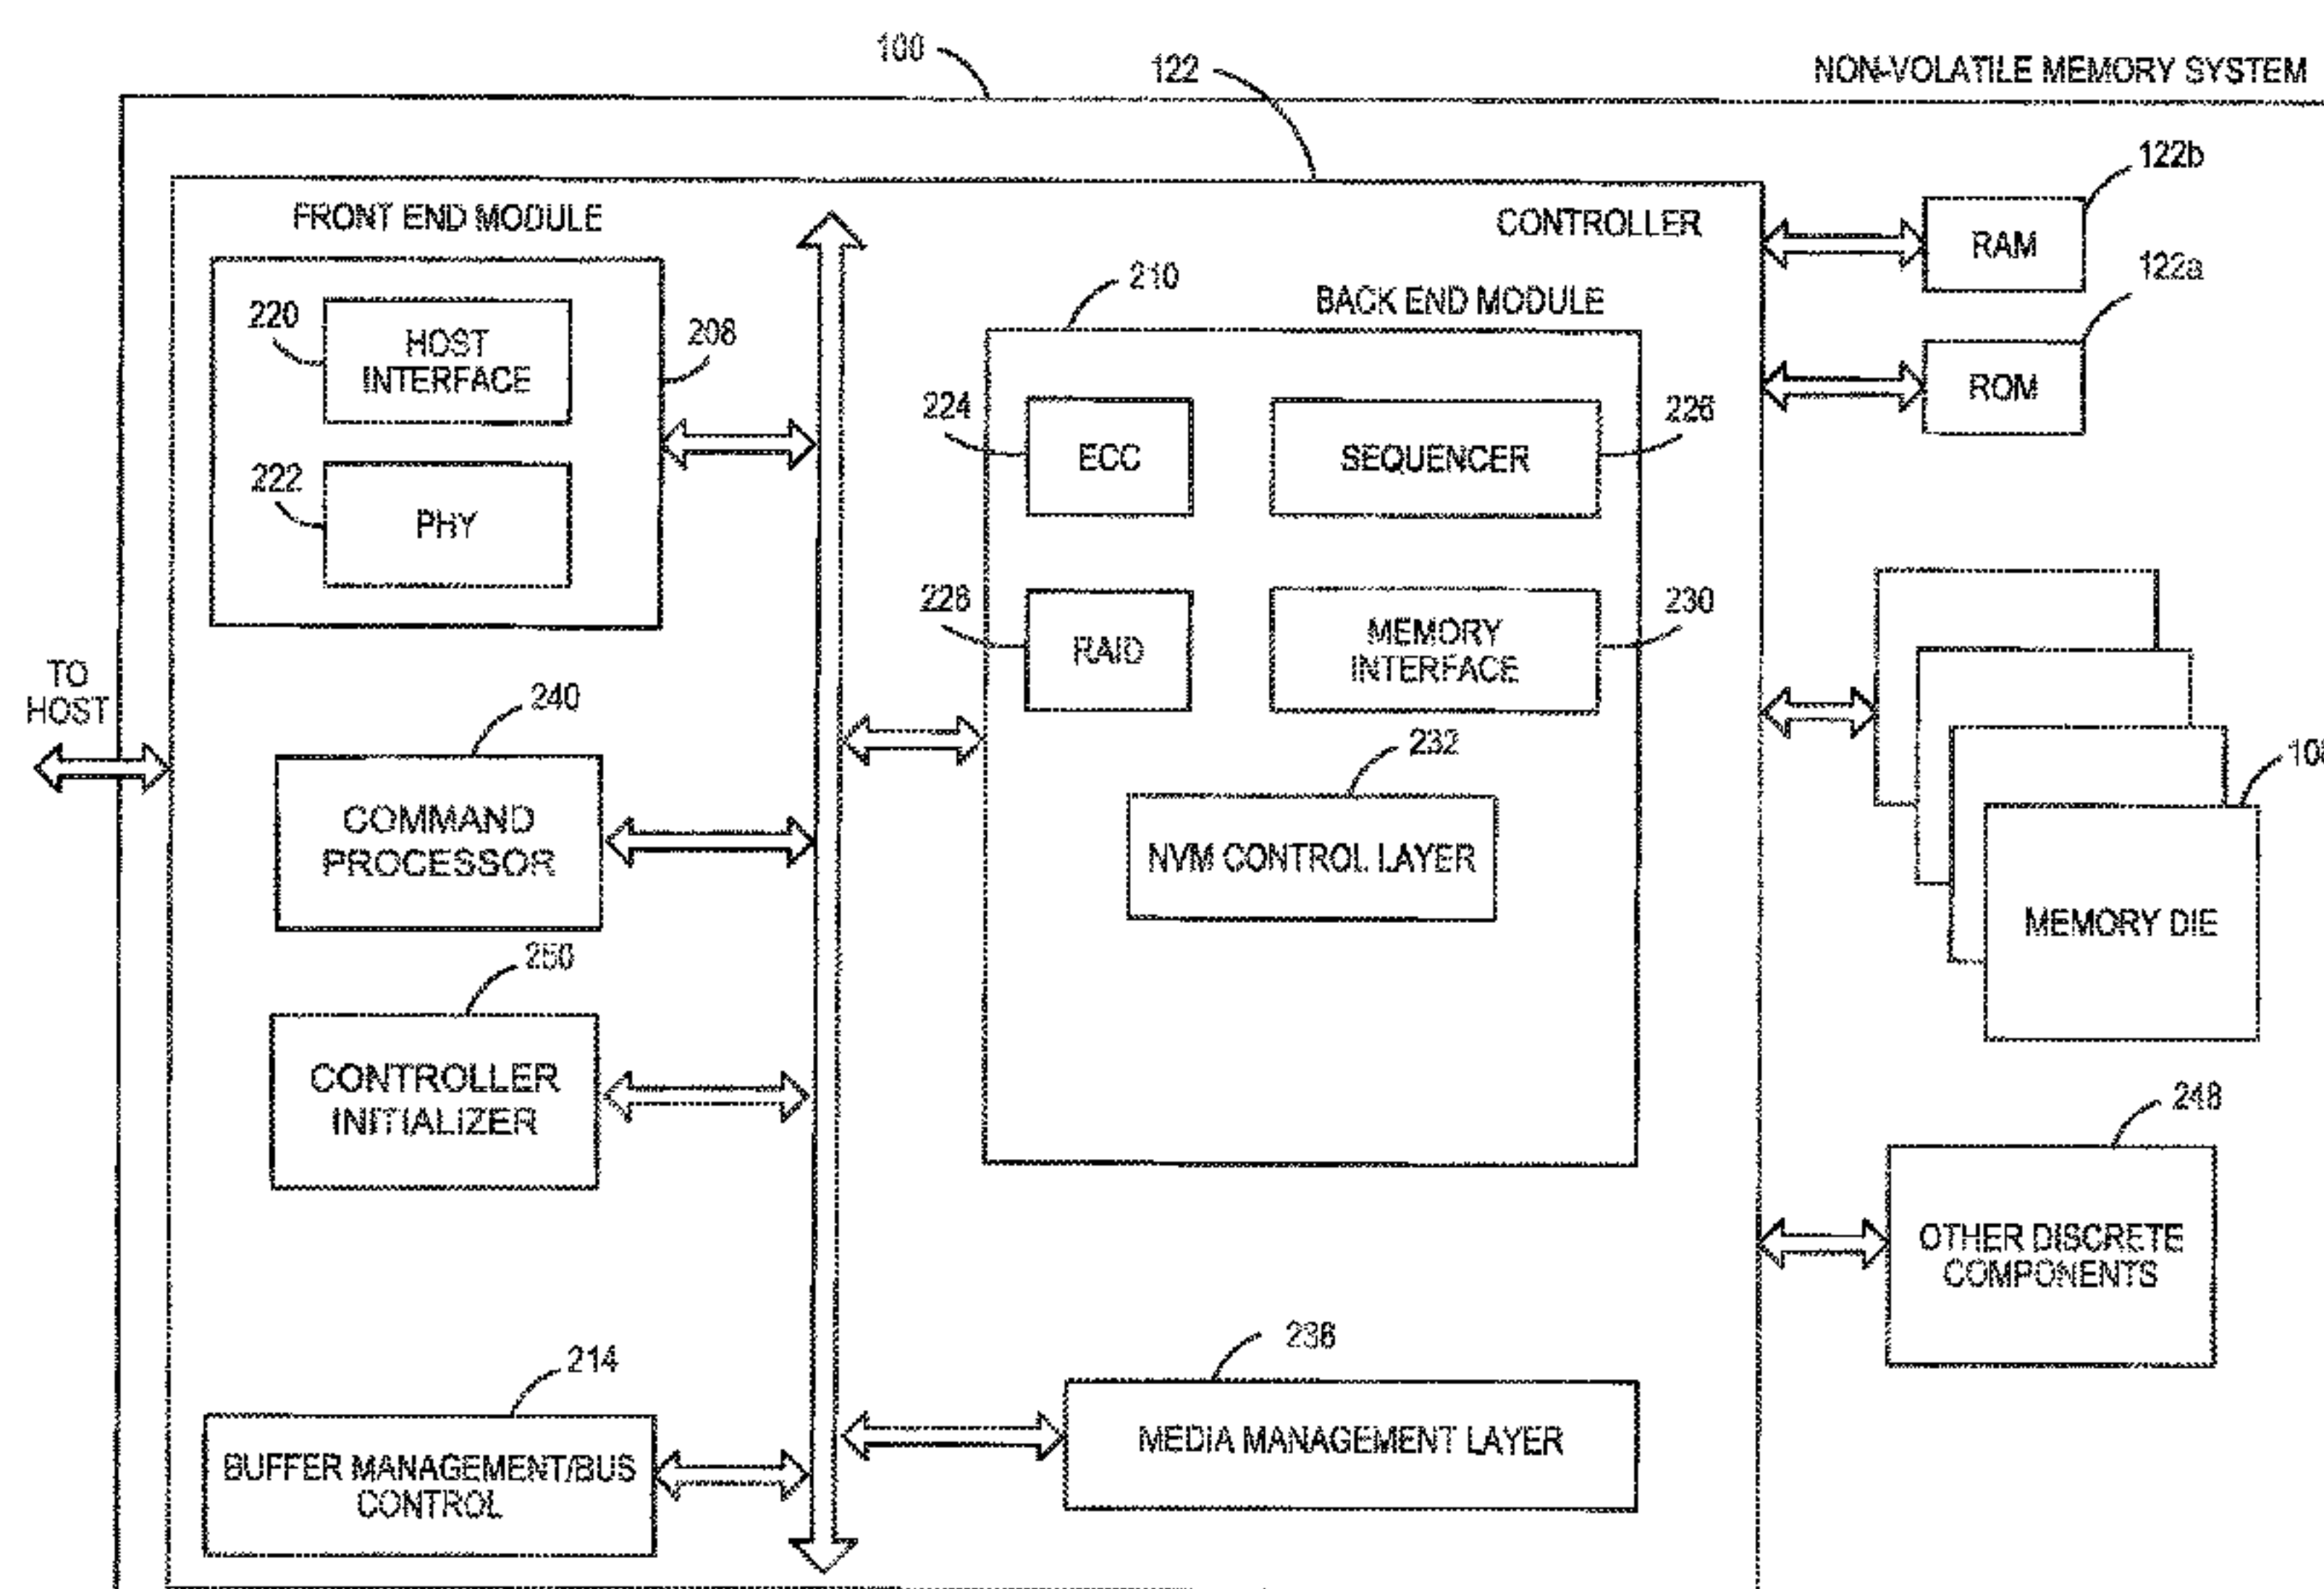 100
122
NON-VOLATILE MEMORY SYSTEM
122b
FRONT END MODULE
CONTROLLER
RAM
122a
210
BACK END MODULE
220
HOST
INTERFACE
208
ROM
224
ECC
SEQUENCER
226
222
PHY
228
RAID
MEMORY
INTERFACE
230
TO
HOST
240
232
COMMAND
PROCESSOR
NVM CONTROL LAYER
MEMORY DIE
250
CONTROLLER
INITIALIZER
248
OTHER DISCRETE
COMPONENTS
236
214
MEDIA MANAGEMENT LAYER
BUFFER MANAGEMENT/BUS
CONTROL